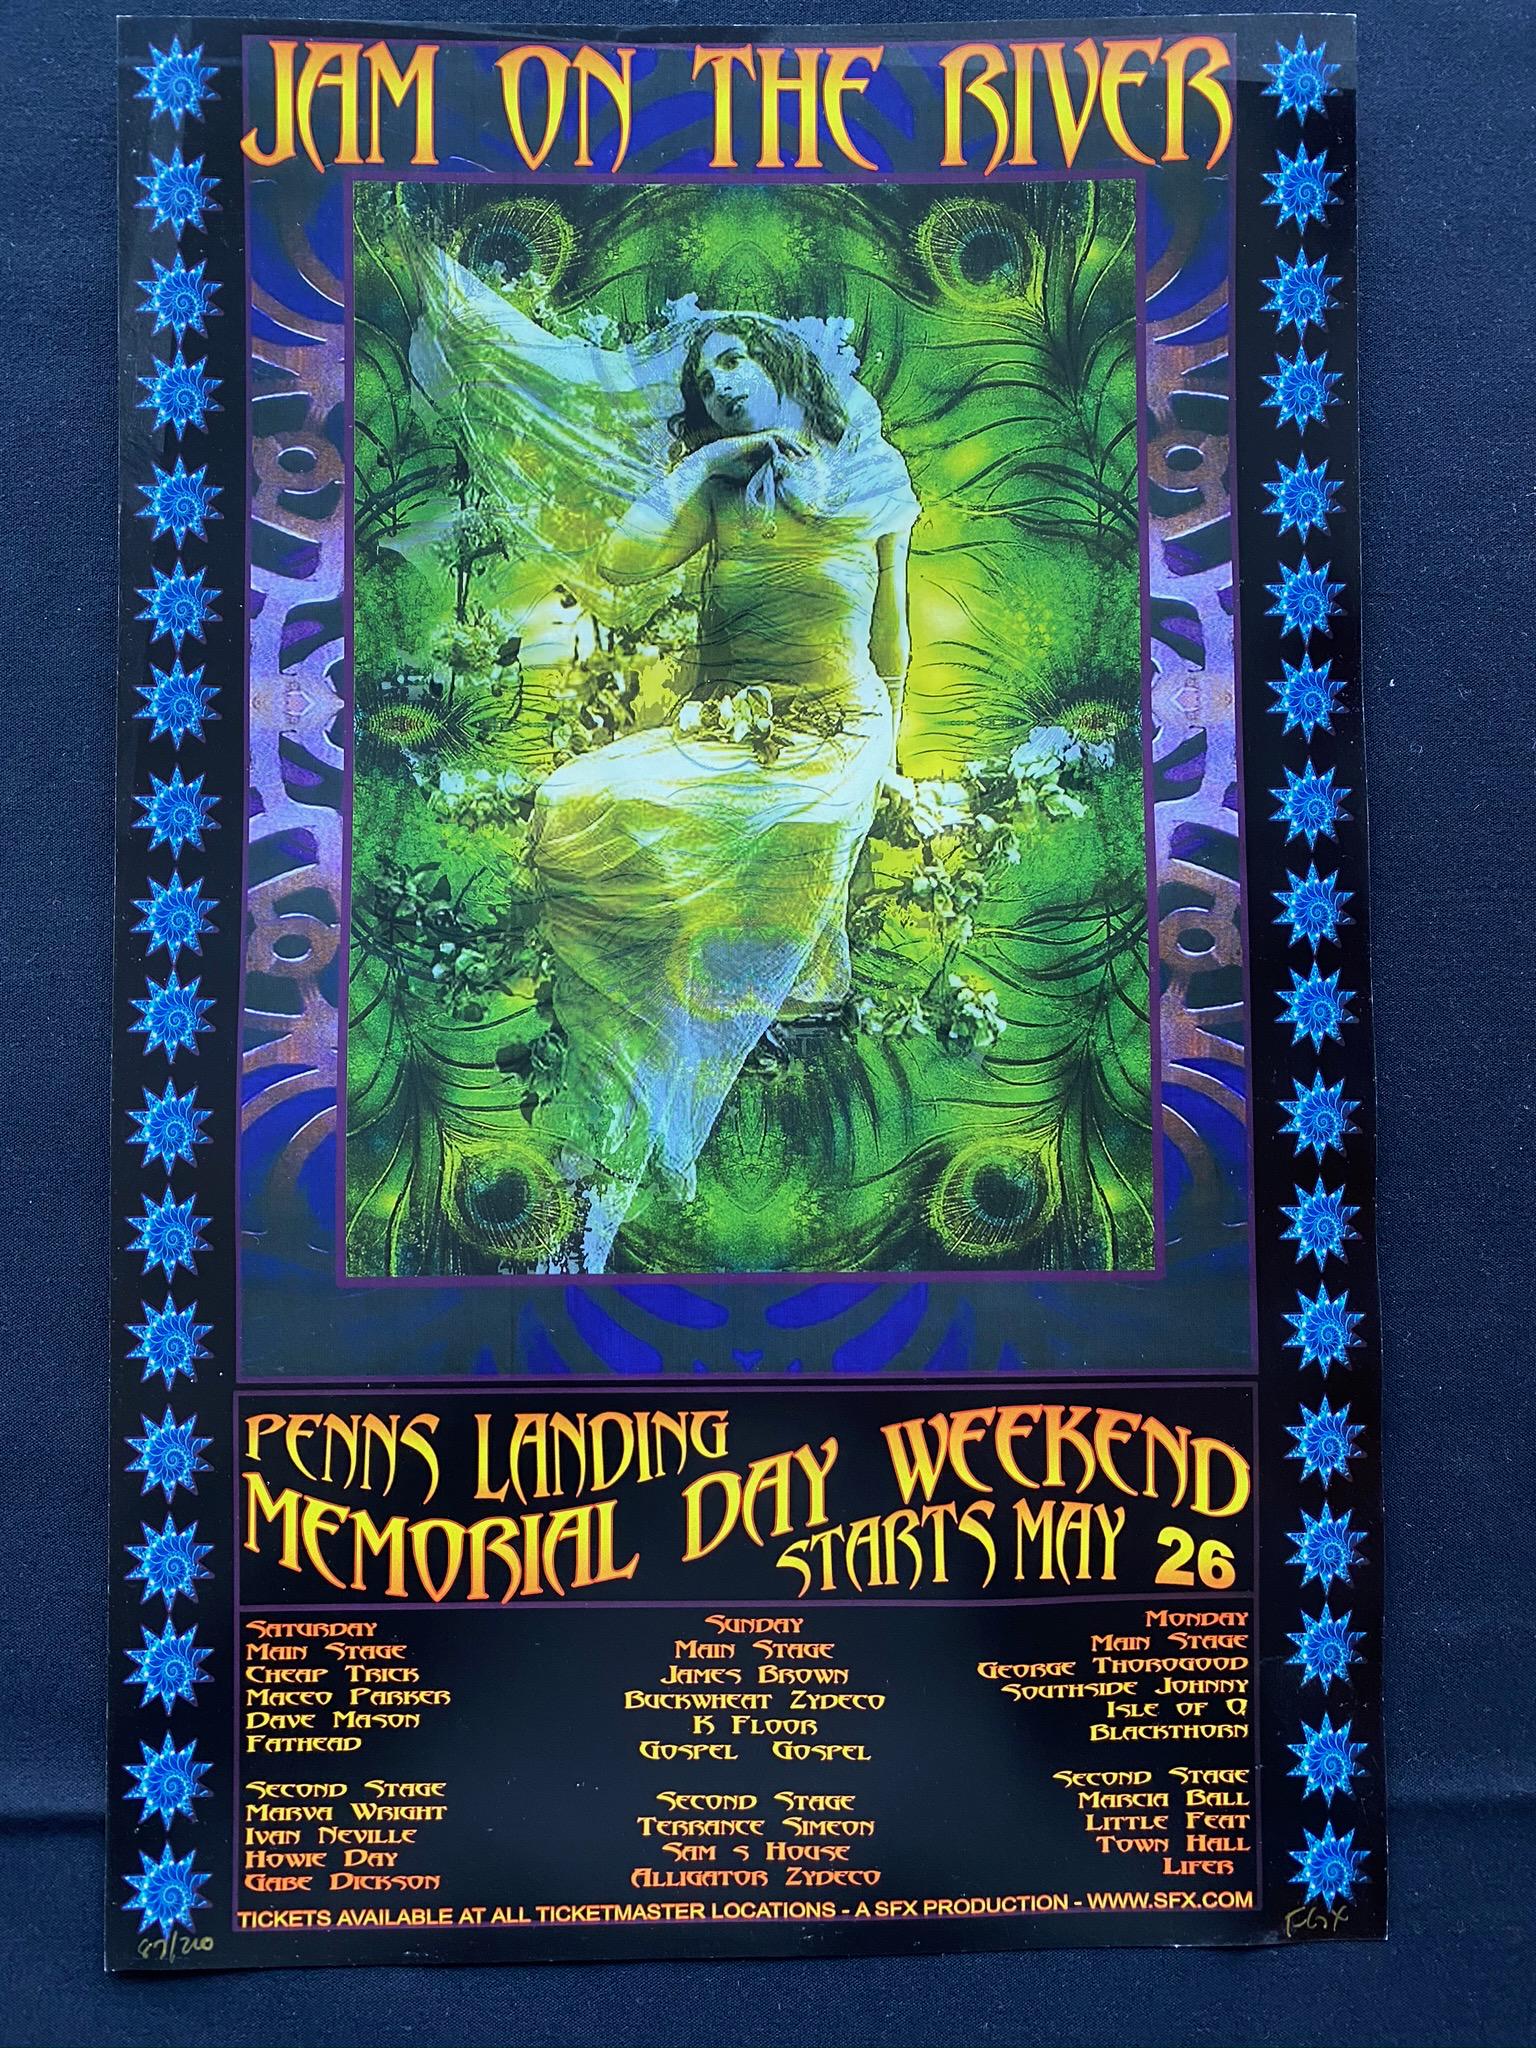 JAM ON THE RIVER
PENNS LANDING
MEMORIAL DAY WEEKEND
STARTS MAY 26
SATURDAY
MAIN STAGE
CHEAP TRICK
MACEO PARKER
DAVE MASON
FATHEAD
SECOND STAGE
MARVA WRIGHT
IVAN NEVILLE
HOWIE DAY
GABE DICKSON
SUNDAY
MAIN STAGE
JAMES BROWN
BUCKWHEAT ZYDECO
K FLOOR
GOSPEL GOSPEL
SECOND STAGE
TERRANCE SIMEON
SAM S HOUSE
ALLIGATOR ZYDECO
MONDAY
MAIN STAGE
GEORGE THOROGOOD
SOUTHSIDE JOHNNY
ISLE OF Q
BLACKTHORN
SECOND STAGE
MARCIA BALL
LITTLE FEAT
TOWN HALL
LIFER
TICKETS AVAILABLE AT ALL TICKETMASTER LOCATIONS - A SFX PRODUCTION - WWW.SFX.COM
87/200